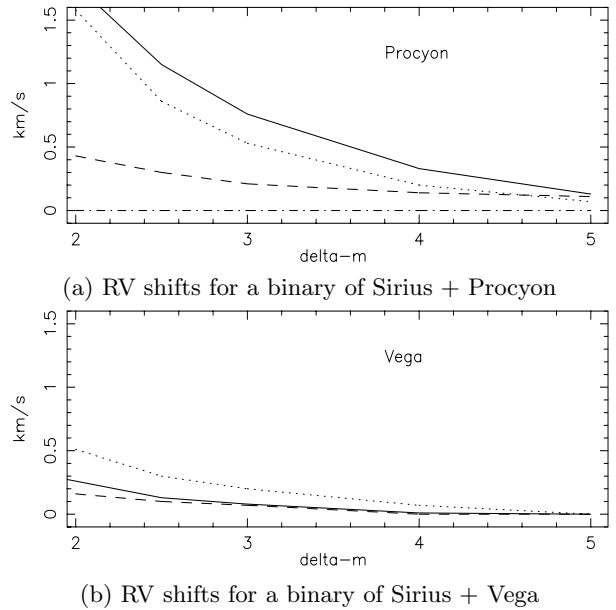 1.5
1
0.5
0
km/s
Procyon
2 3 4 5
delta-m
(a) RV shifts for a binary of Sirius + Procyon
1.5
1
0.5
0
km/s
Vega
2 3 4 5
delta-m
(b) RV shifts for a binary of Sirius + Vega